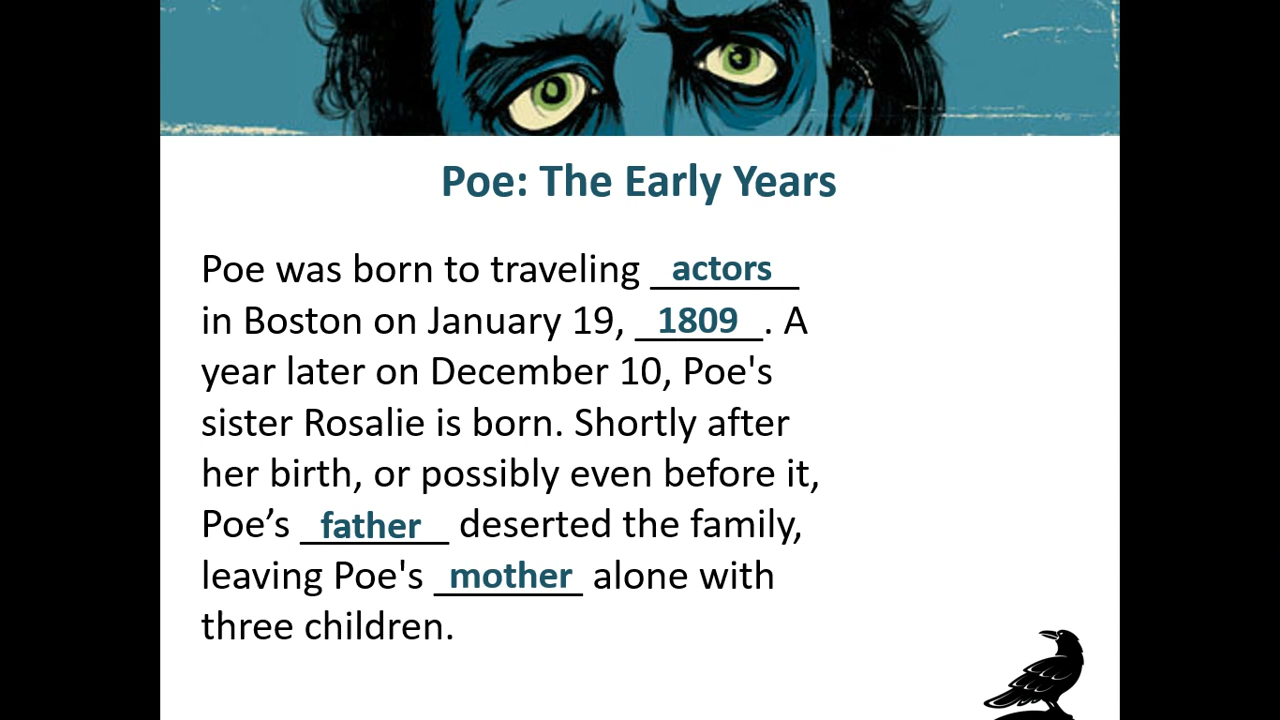 Poe: The Early Years
Poe was born to traveling actors
in Boston on January 19, 1809. A
year later on December 10, Poe's
sister Rosalie is born. Shortly after
her birth, or possibly even before it,
Poe’s father deserted the family,
leaving Poe's mother alone with
three children.